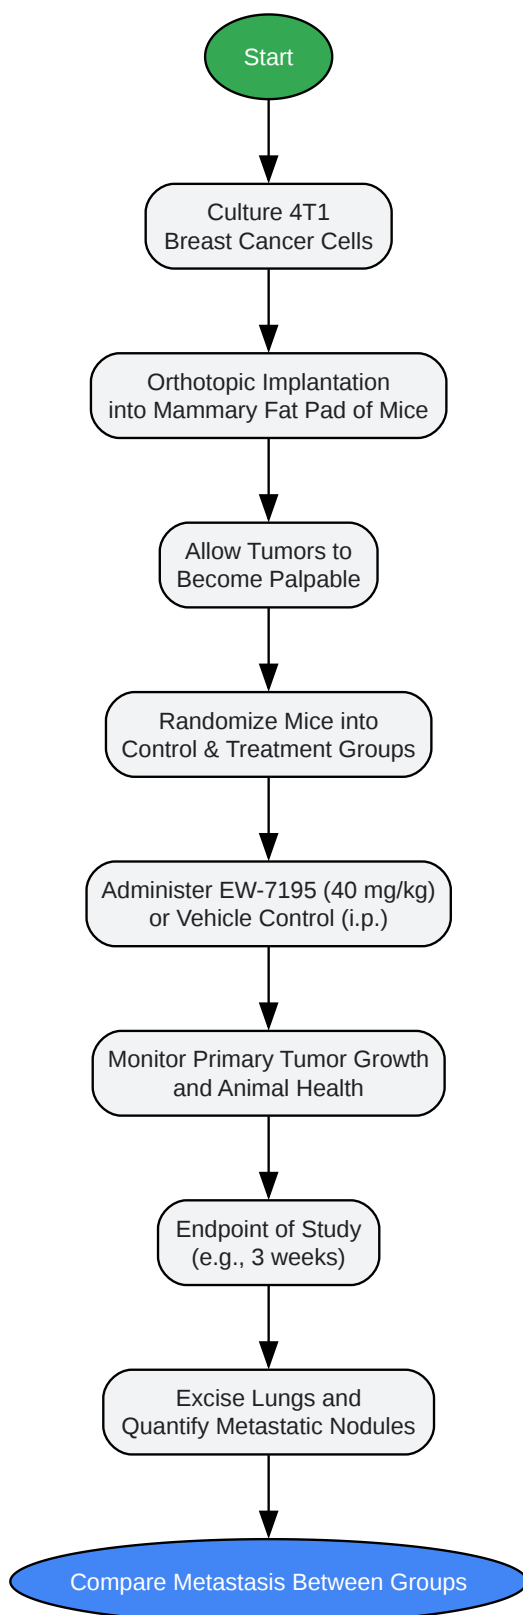 Start
Culture 4T1
Breast Cancer Cells
Orthotopic Implantation
into Mammary Fat Pad of Mice
Allow Tumors to
Become Palpable
Randomize Mice into
Control & Treatment Groups
Administer EW-7195 (40 mg/kg)
or Vehicle Control (i.p.)
Monitor Primary Tumor Growth
and Animal Health
Endpoint of Study
(e.g., 3 weeks)
Excise Lungs and
Quantify Metastatic Nodules
Compare Metastasis Between Groups